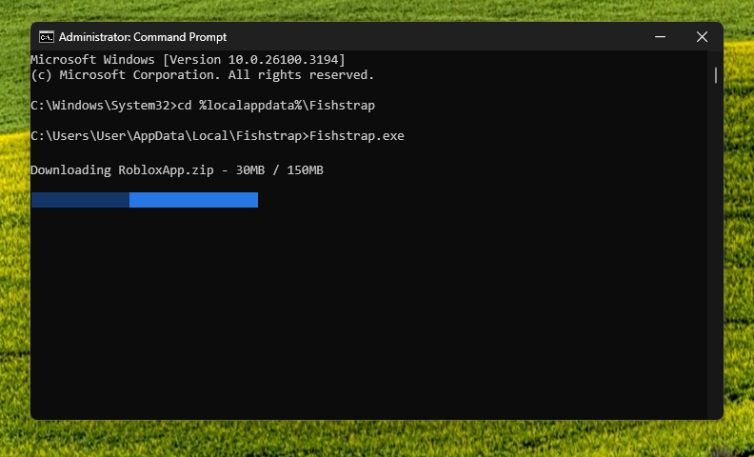 Administrator: Command Prompt
Microsoft Windows [Version 10.0.26100.3194]
(c) Microsoft Corporation. All rights reserved.
C:\Windows\System32>cd %localappdata%\Fishstrap
C:\Users\User\AppData\Local\Fishstrap>Fishstrap.exe
Downloading RobloxApp.zip - 30MB / 150MB